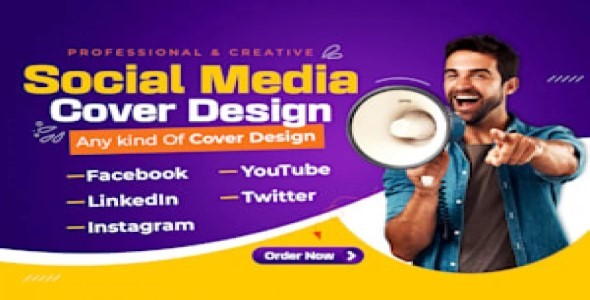 PROFESSIONAL & CREATIVE
Social Media
Cover Design
Any kind Of Cover Design
—Facebook
—LinkedIn
—Instagram
—YouTube
—Twitter
Order Now